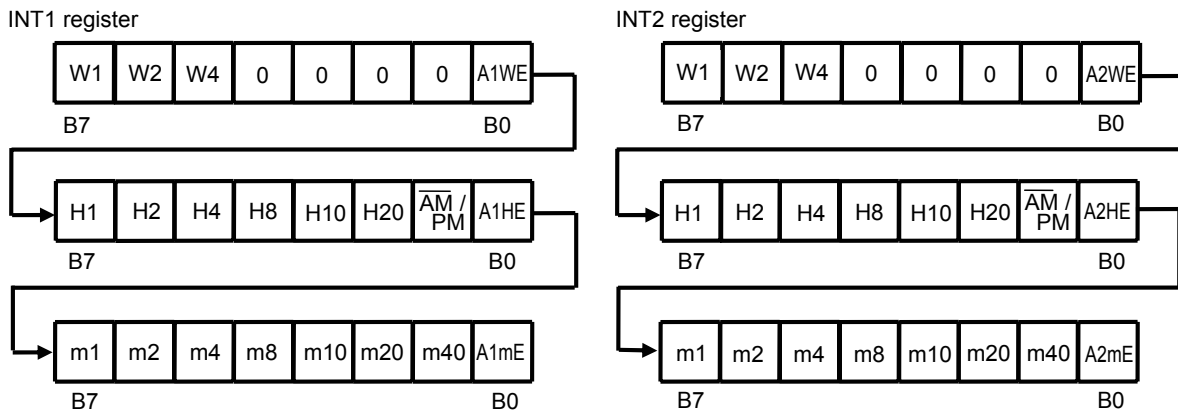 INT1 register
W1 W2 W4 0 0 0 0 A1WE
B7 B0
H1 H2 H4 H8 H10 H20 AM / PM A1HE
B7 B0
m1 m2 m4 m8 m10 m20 m40 A1mE
B7 B0
INT2 register
W1 W2 W4 0 0 0 0 A2WE
B7 B0
H1 H2 H4 H8 H10 H20 AM / PM A2HE
B7 B0
m1 m2 m4 m8 m10 m20 m40 A2mE
B7 B0